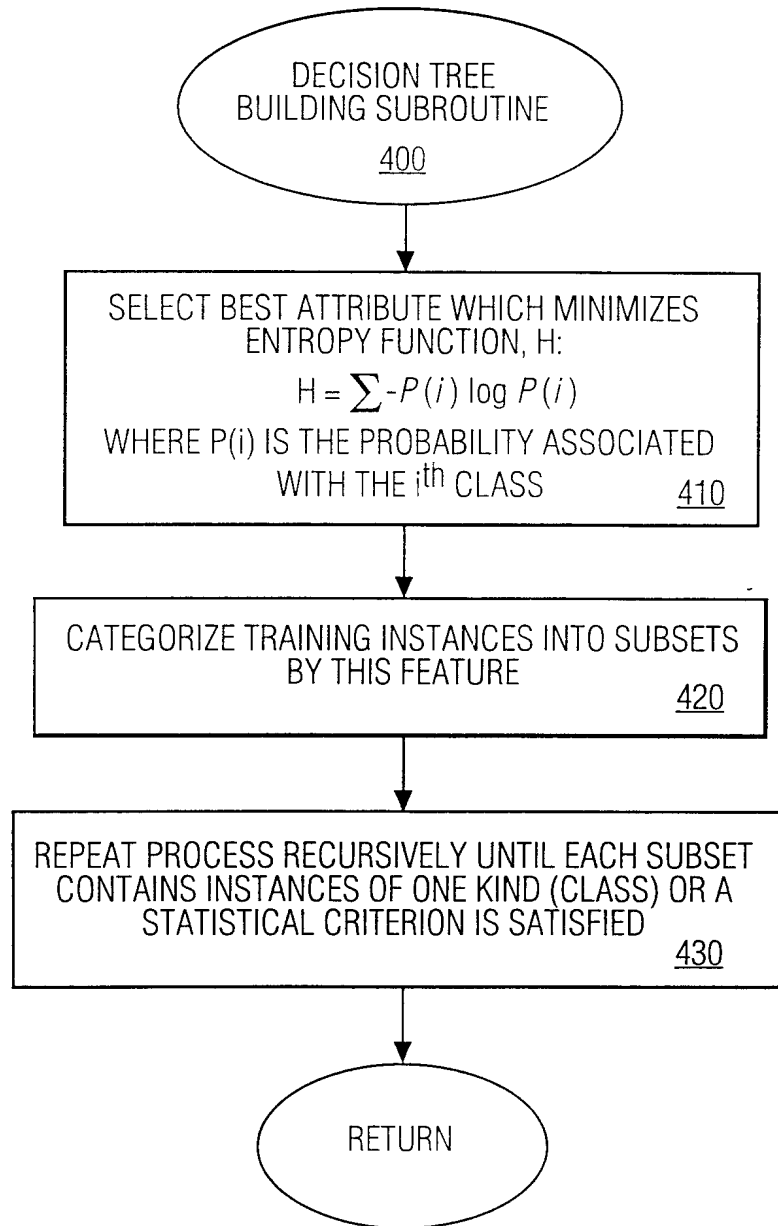 DECISION TREE
BUILDING SUBROUTINE
400
SELECT BEST ATTRIBUTE WHICH MINIMIZES
ENTROPY FUNCTION, H:
H = ∑ -P(i) log P(i)
WHERE P(i) IS THE PROBABILITY ASSOCIATED
WITH THE ith CLASS
410
CATEGORIZE TRAINING INSTANCES INTO SUBSETS
BY THIS FEATURE
420
REPEAT PROCESS RECURSIVELY UNTIL EACH SUBSET
CONTAINS INSTANCES OF ONE KIND (CLASS) OR A
STATISTICAL CRITERION IS SATISFIED
430
RETURN